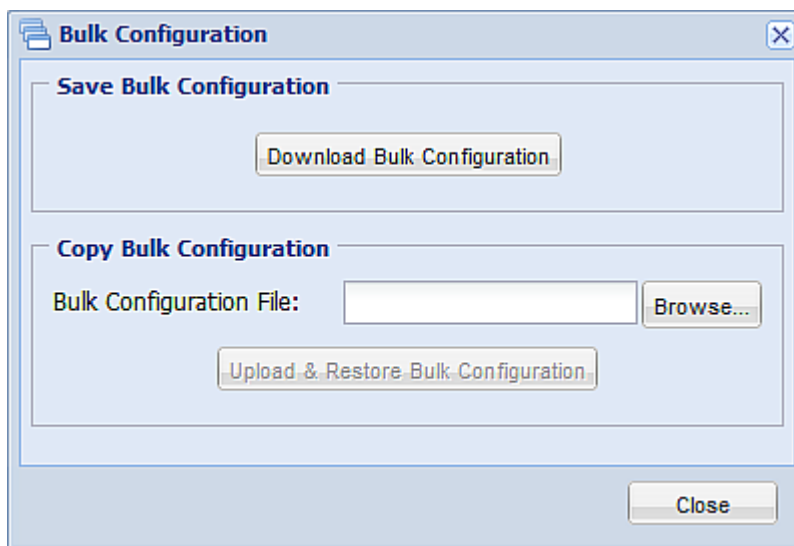 Bulk Configuration
Save Bulk Configuration
Download Bulk Configuration
Copy Bulk Configuration
Bulk Configuration File:
Browse...
Upload & Restore Bulk Configuration
Close